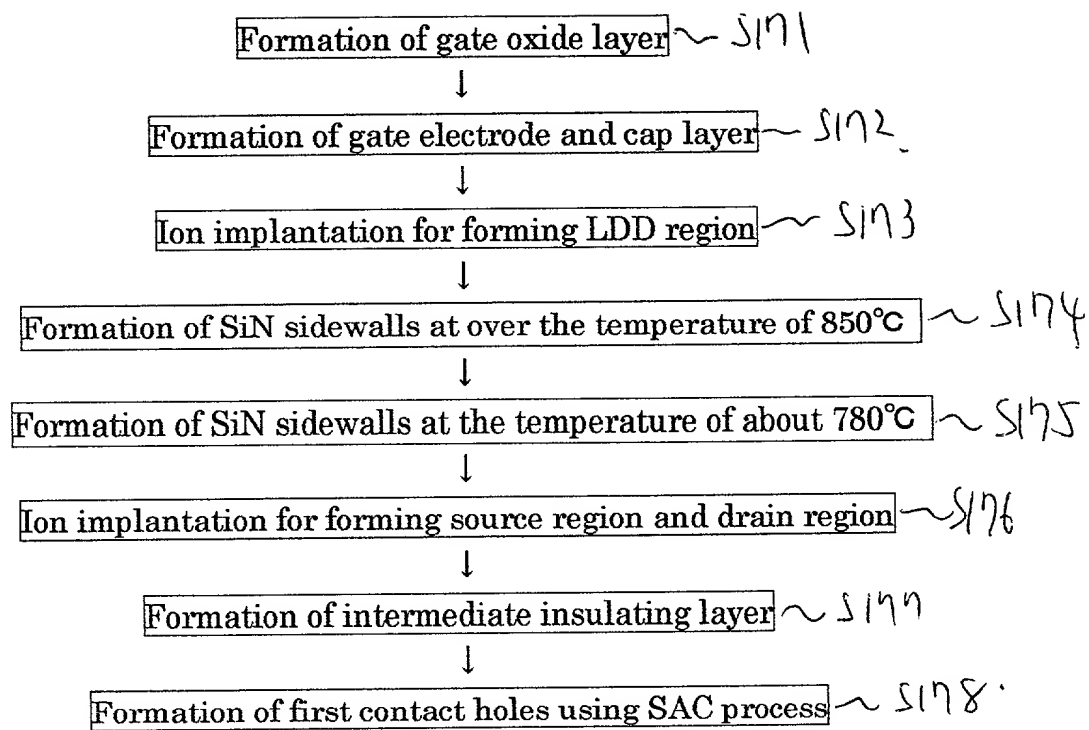 Formation of gate oxide layer S171
Formation of gate electrode and cap layer S172
Ion implantation for forming LDD region S173
Formation of SiN sidewalls at over the temperature of 850℃ S174
Formation of SiN sidewalls at the temperature of about 780℃ S175
Ion implantation for forming source region and drain region S176
Formation of intermediate insulating layer S177
Formation of first contact holes using SAC process S178